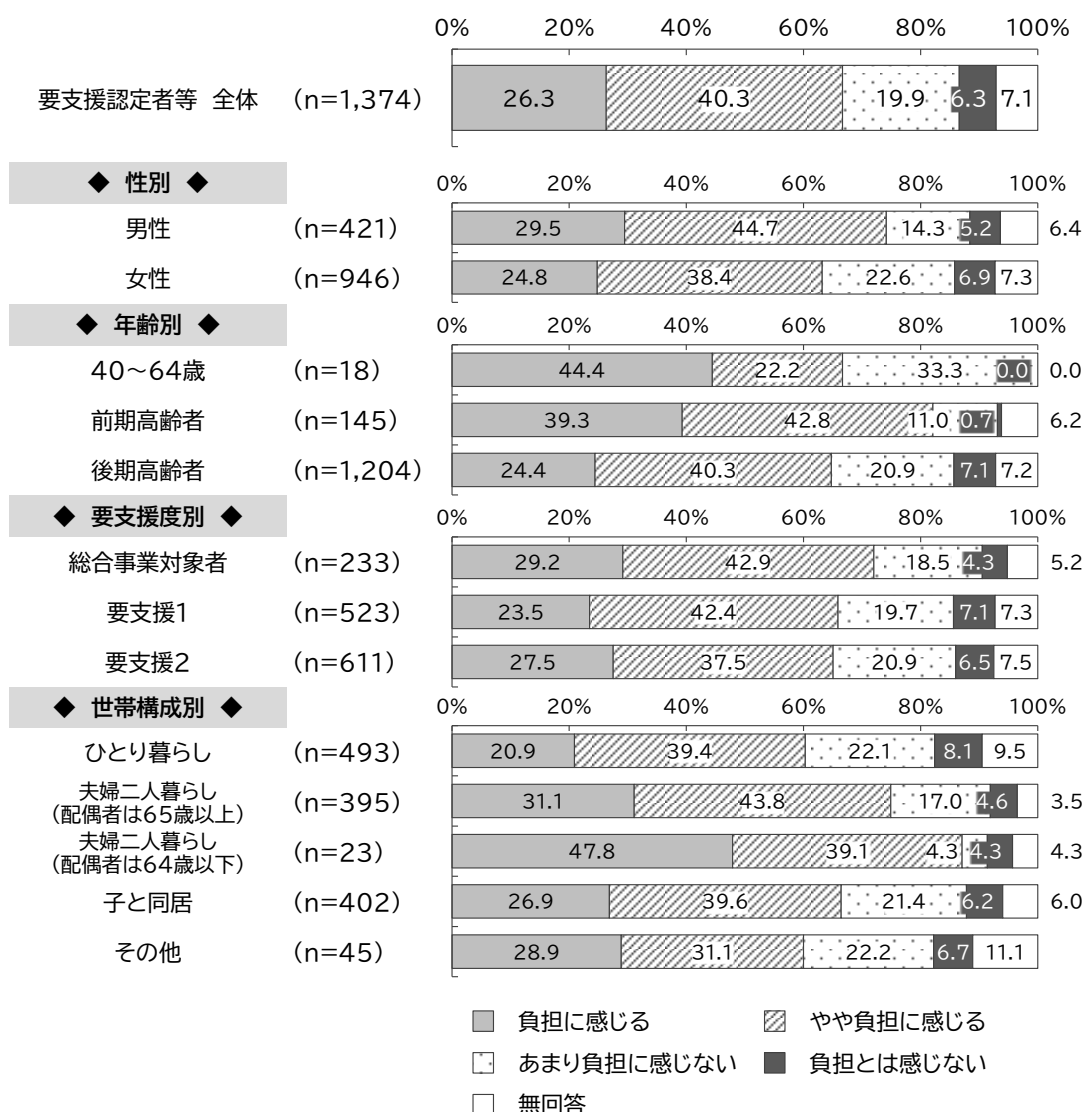 0% 20% 40% 60% 80% 100%
要支援認定者等 全体 (n=1,374) 26.3 40.3 19.9 6.3 7.1
◆ 性別 ◆ 0% 20% 40% 60% 80% 100%
男性 (n=421) 29.5 44.7 14.3 5.2 6.4
女性 (n=946) 24.8 38.4 22.6 6.9 7.3
◆ 年齢別 ◆ 0% 20% 40% 60% 80% 100%
40～64歳 (n=18) 44.4 22.2 33.3 0.0 0.0
前期高齢者 (n=145) 39.3 42.8 11.0 0.7 6.2
後期高齢者 (n=1,204) 24.4 40.3 20.9 7.1 7.2
◆ 要支援度別 ◆ 0% 20% 40% 60% 80% 100%
総合事業対象者 (n=233) 29.2 42.9 18.5 4.3 5.2
要支援1 (n=523) 23.5 42.4 19.7 7.1 7.3
要支援2 (n=611) 27.5 37.5 20.9 6.5 7.5
◆ 世帯構成別 ◆ 0% 20% 40% 60% 80% 100%
ひとり暮らし (n=493) 20.9 39.4 22.1 8.1 9.5
夫婦二人暮らし
(配偶者は65歳以上) (n=395) 31.1 43.8 17.0 4.6 3.5
夫婦二人暮らし
(配偶者は64歳以下) (n=23) 47.8 39.1 4.3 4.3 4.3
子と同居 (n=402) 26.9 39.6 21.4 6.2 6.0
その他 (n=45) 28.9 31.1 22.2 6.7 11.1
負担に感じる やや負担に感じる
あまり負担に感じない 負担とは感じない
無回答